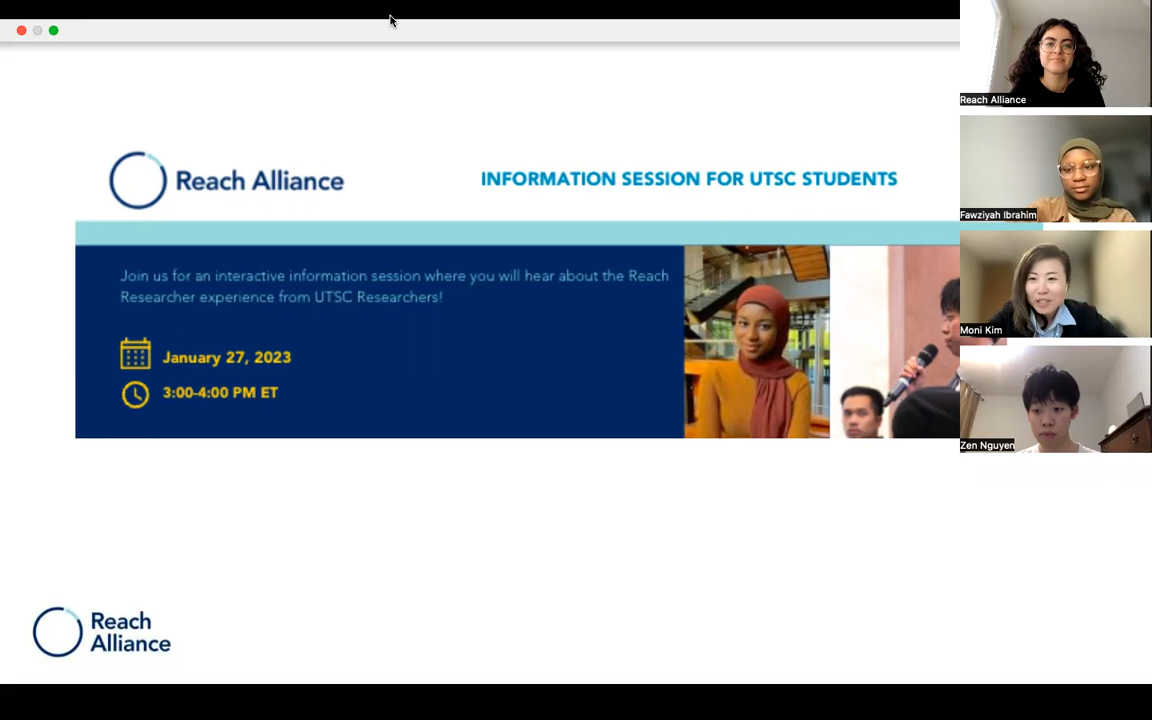 Reach Alliance
INFORMATION SESSION FOR UTSC STUDENTS
Join us for an interactive information session where you will hear about the Reach
Researcher experience from UTSC Researchers!
January 27, 2023
3:00-4:00 PM ET
Reach
Alliance
Reach Alliance
Fawziyah Ibrahim
Moni Kim
Zen Nguyen